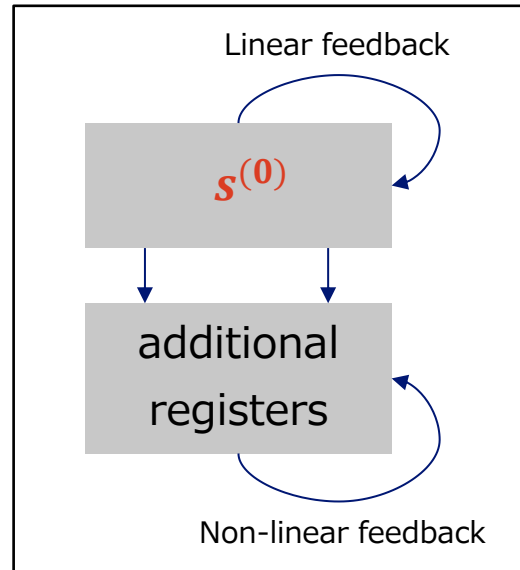 Linear feedback
s^(0)
additional
registers
Non-linear feedback